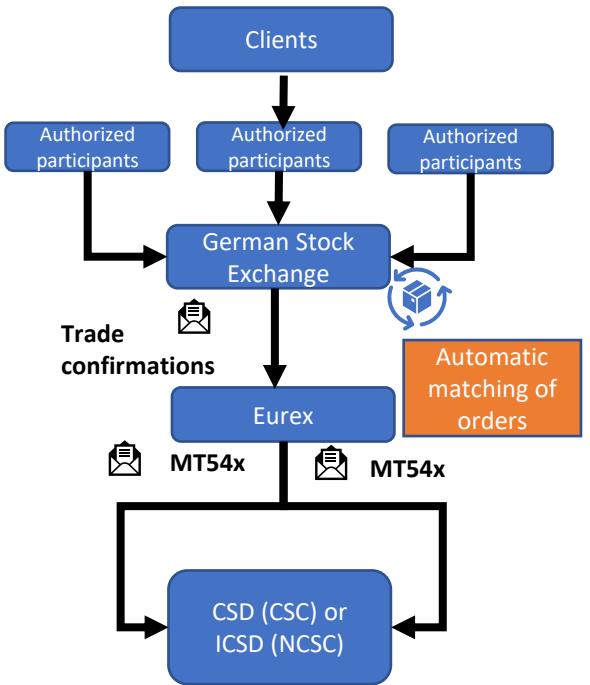 Clients
Authorized
participants
Authorized
participants
Authorized
participants
German Stock
Exchange
Trade
confirmations
Automatic
matching of
orders
Eurex
MT54x
MT54x
CSD (CSC) or
ICSD (NCSC)